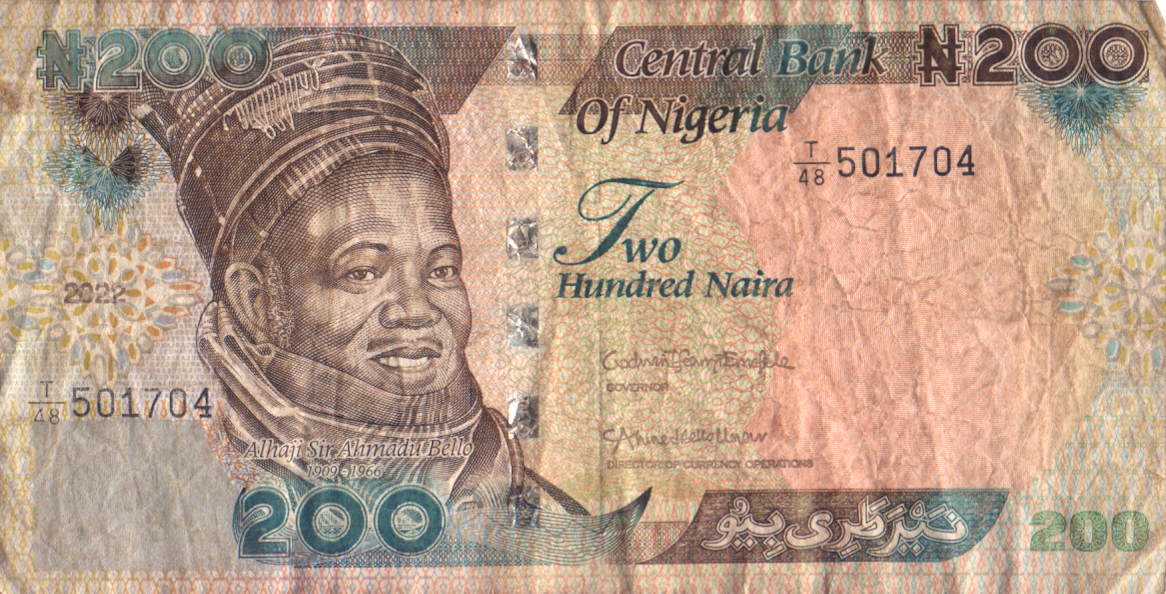 ₦200
Central Bank
Of Nigeria
₦200
T/48 501704
Two
Hundred Naira
2022
GOVERNOR
T/48 501704
DIRECTOR OF CURRENCY OPERATIONS
Alhaji Sir Ahmadu Bello
1909-1966
200
نَيْرَ طَرِى بِيُو
200